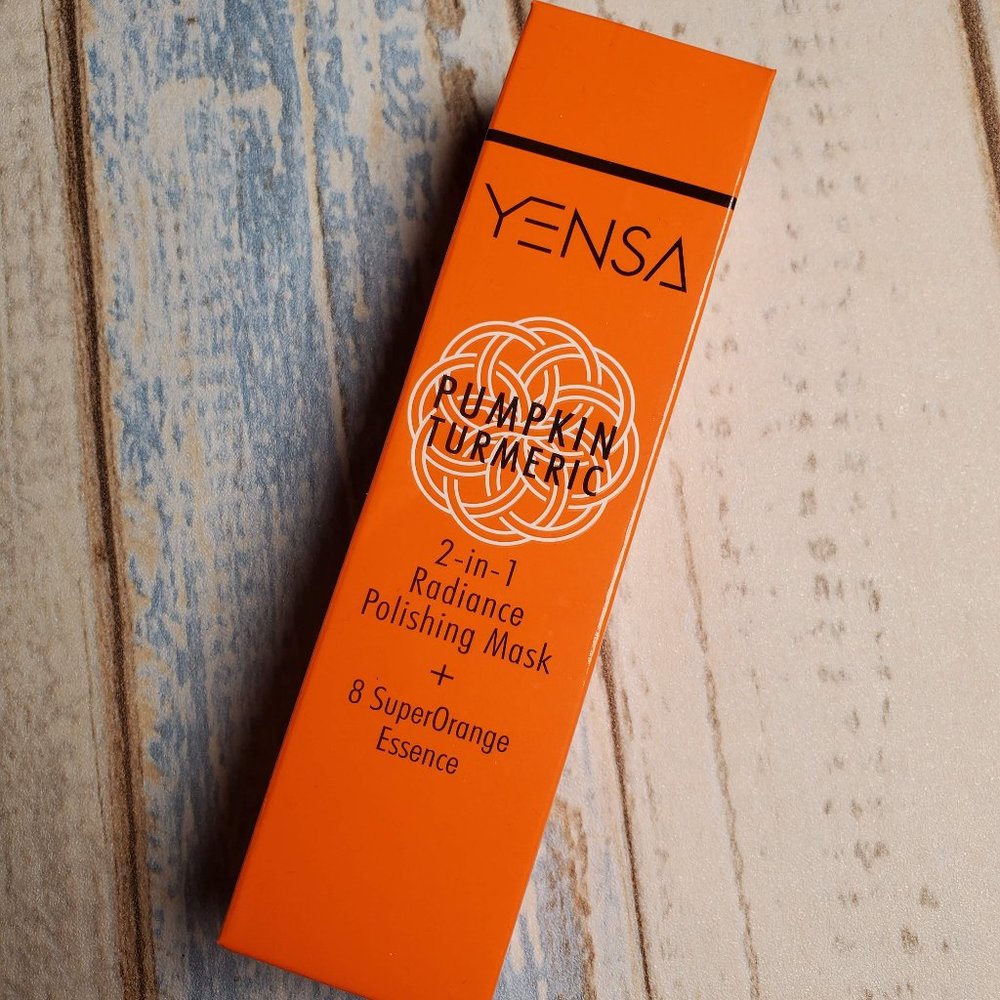 YENSA
PUMPKIN
TURMERIC
2-in-1
Radiance
Polishing Mask
+
8 SuperOrange
Essence